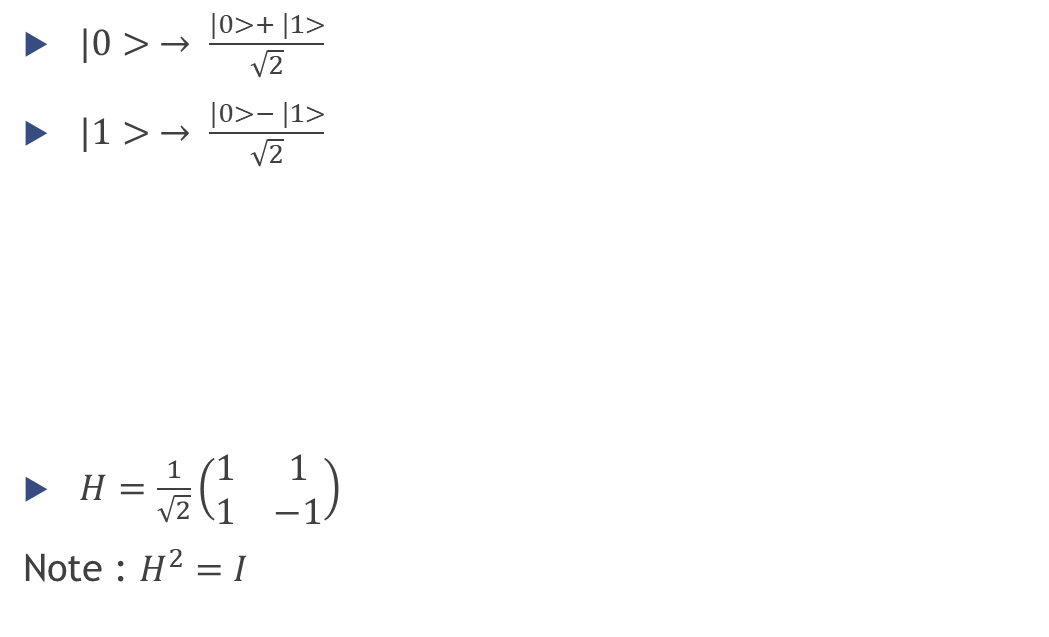 |0 > → |0>+ |1> / √2
|1 > → |0>− |1> / √2
H = 1/√2 (1 1
1 −1)
Note : H² = I